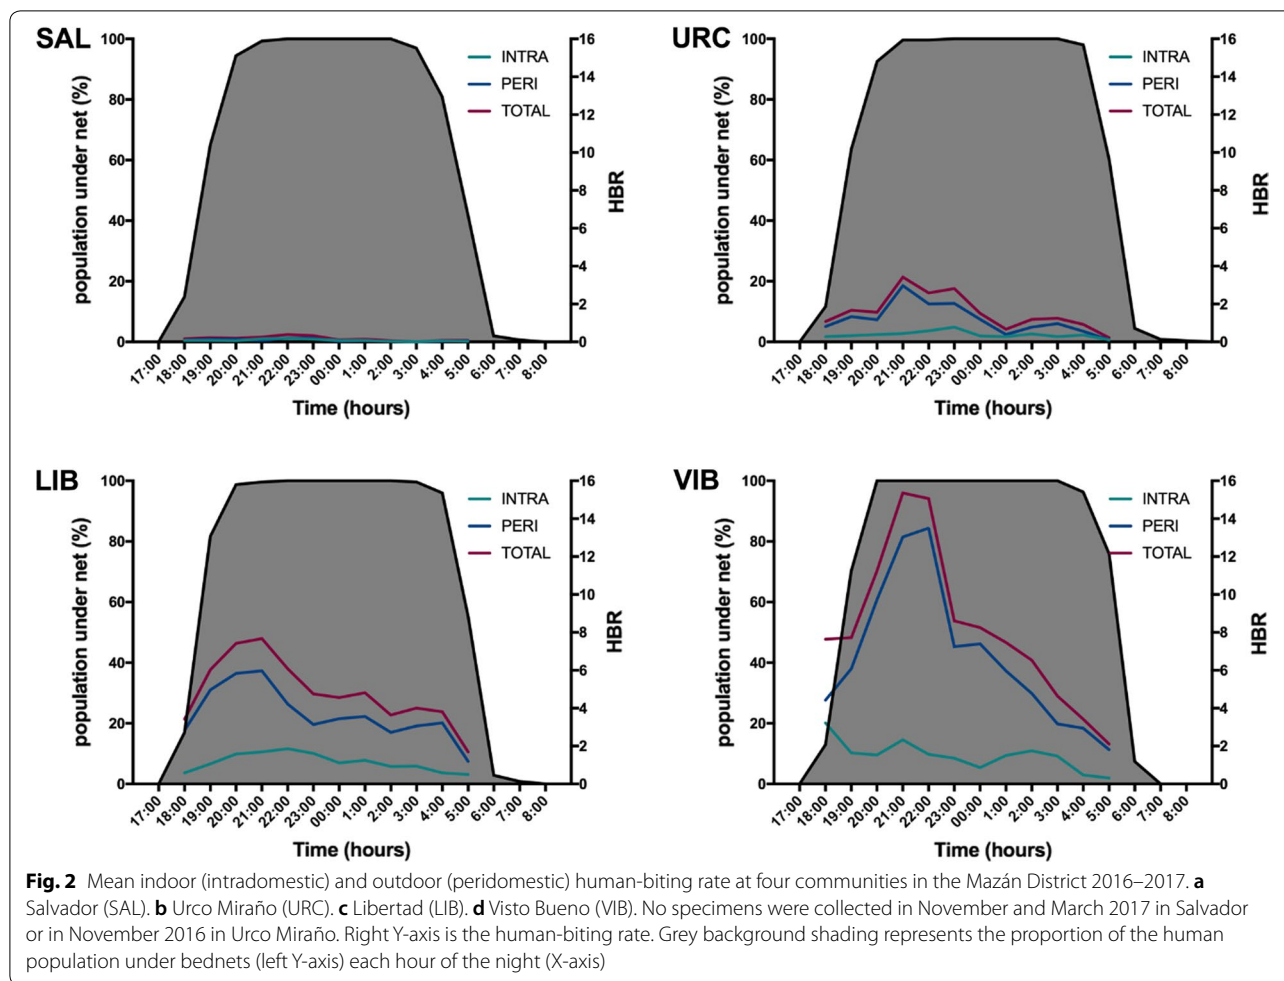 SAL
population under net (%)
100
80
60
40
20
0
INTRA
PERI
TOTAL
16
14
12
10
8
6
4
2
0
HBR
17:00 18:00 19:00 20:00 21:00 22:00 23:00 00:00 1:00 2:00 3:00 4:00 5:00 6:00 7:00 8:00
Time (hours)
URC
population under net (%)
100
80
60
40
20
0
INTRA
PERI
TOTAL
16
14
12
10
8
6
4
2
0
HBR
17:00 18:00 19:00 20:00 21:00 22:00 23:00 00:00 1:00 2:00 3:00 4:00 5:00 6:00 7:00 8:00
Time (hours)
LIB
population under net (%)
100
80
60
40
20
0
INTRA
PERI
TOTAL
16
14
12
10
8
6
4
2
0
HBR
17:00 18:00 19:00 20:00 21:00 22:00 23:00 00:00 1:00 2:00 3:00 4:00 5:00 6:00 7:00 8:00
Time (hours)
VIB
population under net (%)
100
80
60
40
20
0
INTRA
PERI
TOTAL
16
14
12
10
8
6
4
2
0
HBR
17:00 18:00 19:00 20:00 21:00 22:00 23:00 00:00 1:00 2:00 3:00 4:00 5:00 6:00 7:00 8:00
Time (hours)
Fig. 2 Mean indoor (intradomestic) and outdoor (peridomestic) human-biting rate at four communities in the Mazán District 2016–2017. a
Salvador (SAL). b Urco Miraño (URC). c Libertad (LIB). d Visto Bueno (VIB). No specimens were collected in November and March 2017 in Salvador
or in November 2016 in Urco Miraño. Right Y-axis is the human-biting rate. Grey background shading represents the proportion of the human
population under bednets (left Y-axis) each hour of the night (X-axis)